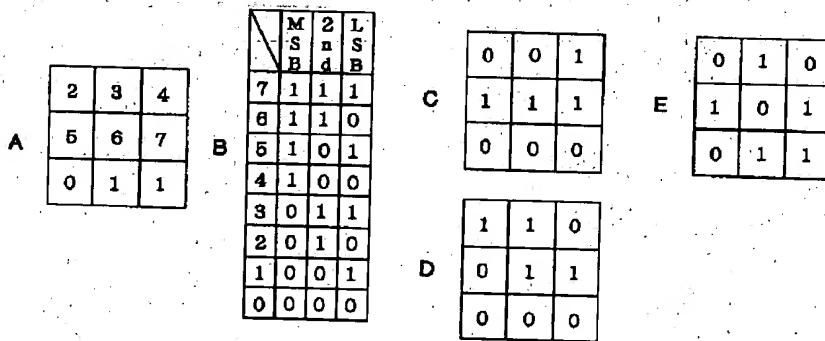 A
2 3 4
5 6 7
0 1 1
B
MSB 2nd LSB
7 1 1 1
6 1 1 0
5 1 0 1
4 1 0 0
3 0 1 1
2 0 1 0
1 0 0 1
0 0 0 0
C
0 0 1
1 1 1
0 0 0
D
1 1 0
0 1 1
0 0 0
E
0 1 0
1 0 1
0 1 1